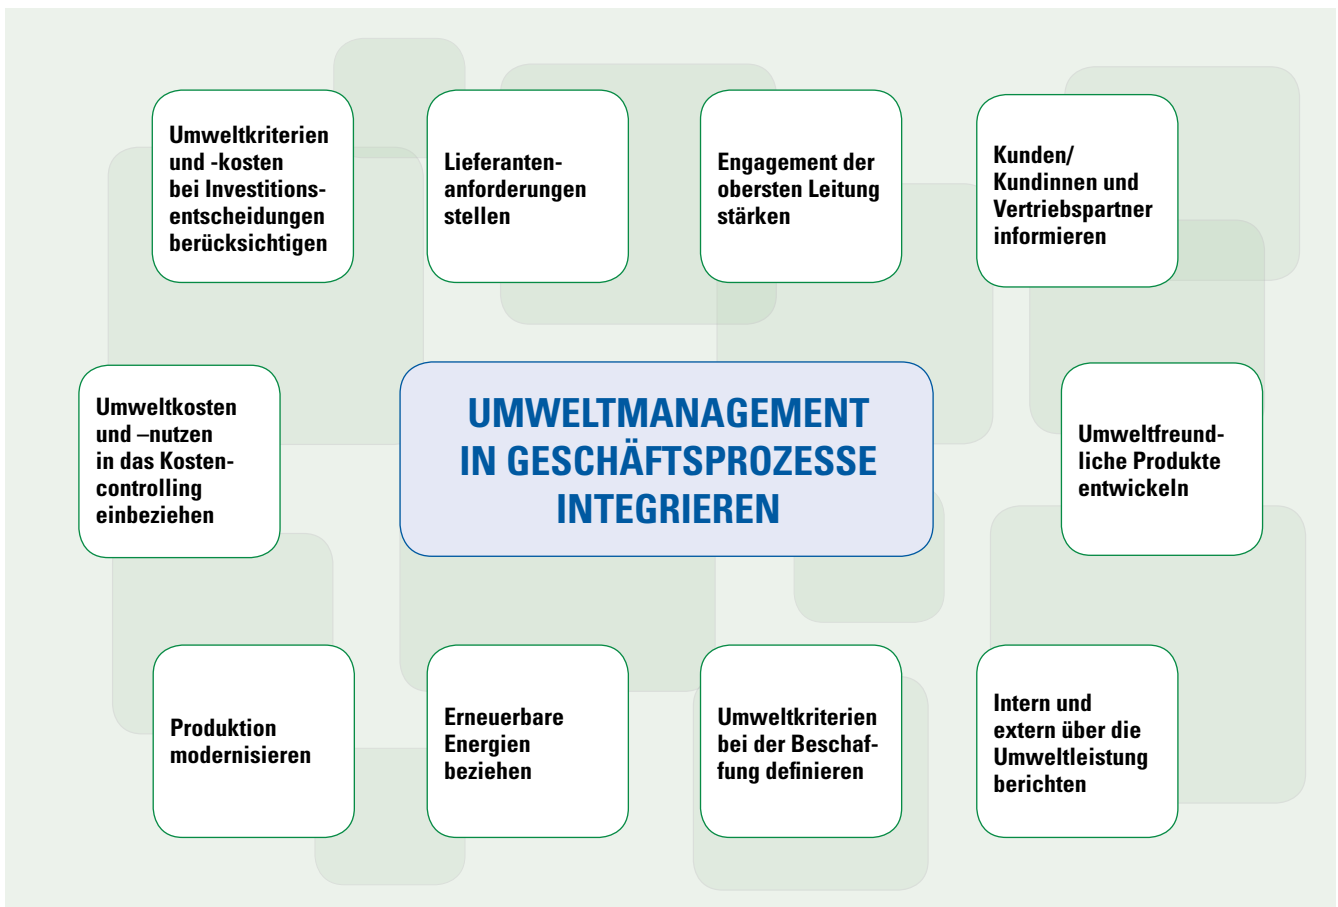 Umweltkriterien
und -kosten
bei Investitions-
entscheidungen
berücksichtigen
Lieferanten-
anforderungen
stellen
Engagement der
obersten Leitung
stärken
Kunden/
Kundinnen und
Vertriebspartner
informieren
Umweltkosten
und –nutzen
in das Kosten-
controlling
einbeziehen
UMWELTMANAGEMENT
IN GESCHÄFTSPROZESSE
INTEGRIEREN
Umweltfreund-
liche Produkte
entwickeln
Produktion
modernisieren
Erneuerbare
Energien
beziehen
Umweltkriterien
bei der Beschaf-
fung definieren
Intern und
extern über die
Umweltleistung
berichten